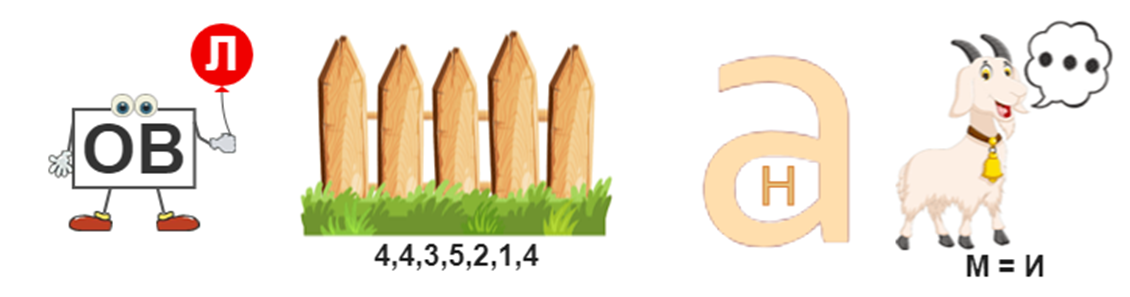 Л
ОВ
4,4,3,5,2,1,4
а
н
М = И